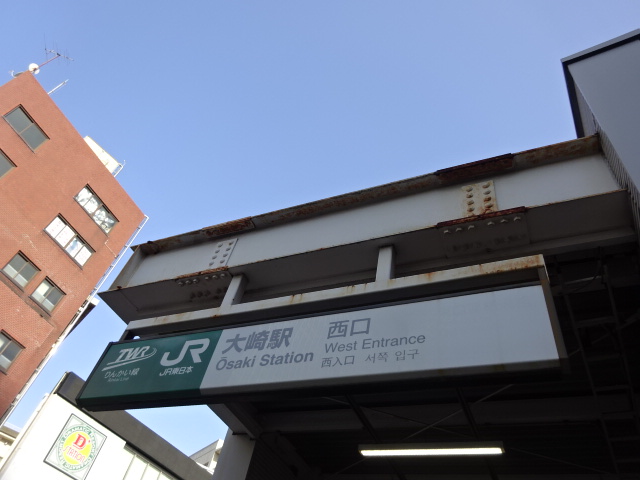 TWR
りんかい線
JR
JR東日本
大崎駅
Ōsaki Station
西口
West Entrance
西入口 서쪽 입구
D